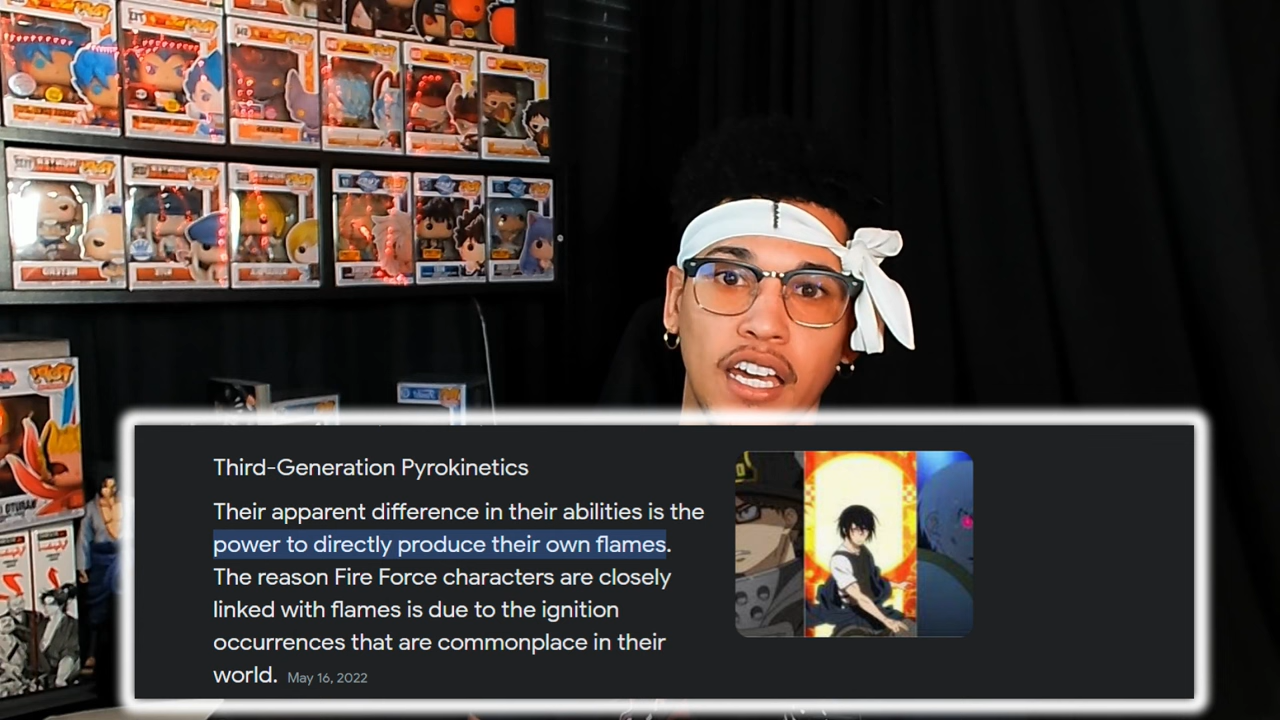 Third-Generation Pyrokinetics
Their apparent difference in their abilities is the
power to directly produce their own flames.
The reason Fire Force characters are closely
linked with flames is due to the ignition
occurrences that are commonplace in their
world. May 16, 2022